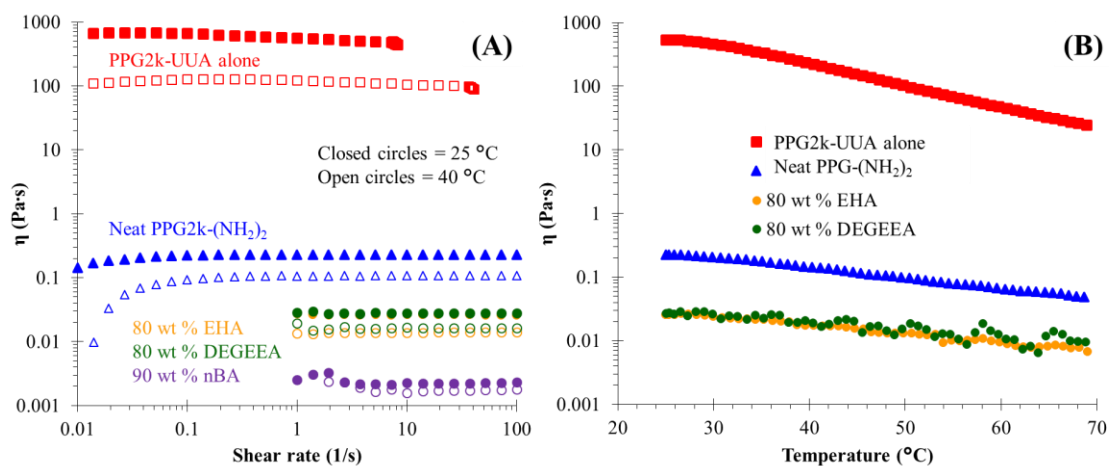 (A)
η (Pa·s)
1000
100
10
1
0.1
0.01
0.001
PPG2k-UUA alone
Closed circles = 25 °C
Open circles = 40 °C
Neat PPG2k-(NH₂)₂
80 wt % EHA
80 wt % DEGEEA
90 wt % nBA
0.01 0.1 1 10 100
Shear rate (1/s)
(B)
η (Pa·s)
1000
100
10
1
0.1
0.01
0.001
PPG2k-UUA alone
Neat PPG-(NH₂)₂
80 wt % EHA
80 wt % DEGEEA
20 30 40 50 60 70
Temperature (°C)